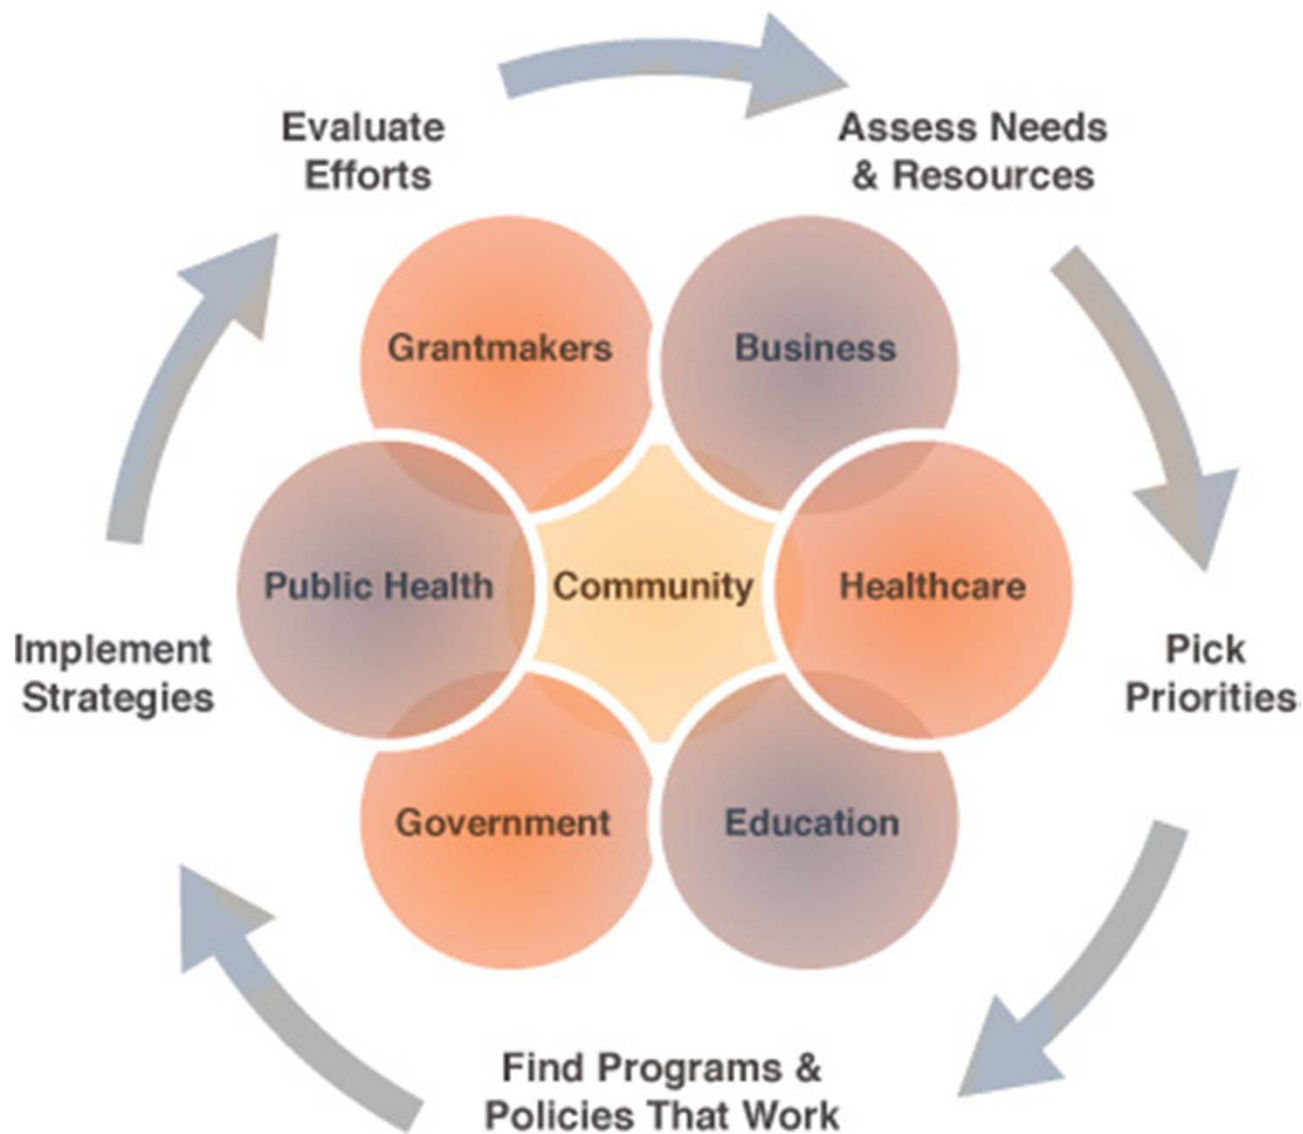 Evaluate
Efforts
Assess Needs
& Resources
Grantmakers
Business
Public Health
Community
Healthcare
Implement
Strategies
Pick
Priorities
Government
Education
Find Programs &
Policies That Work